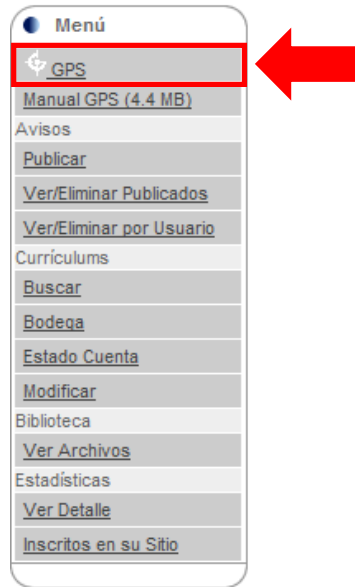 Menú
GPS
Manual GPS (4.4 MB)
Avisos
Publicar
Ver/Eliminar Publicados
Ver/Eliminar por Usuario
Currículums
Buscar
Bodega
Estado Cuenta
Modificar
Biblioteca
Ver Archivos
Estadísticas
Ver Detalle
Inscritos en su Sitio